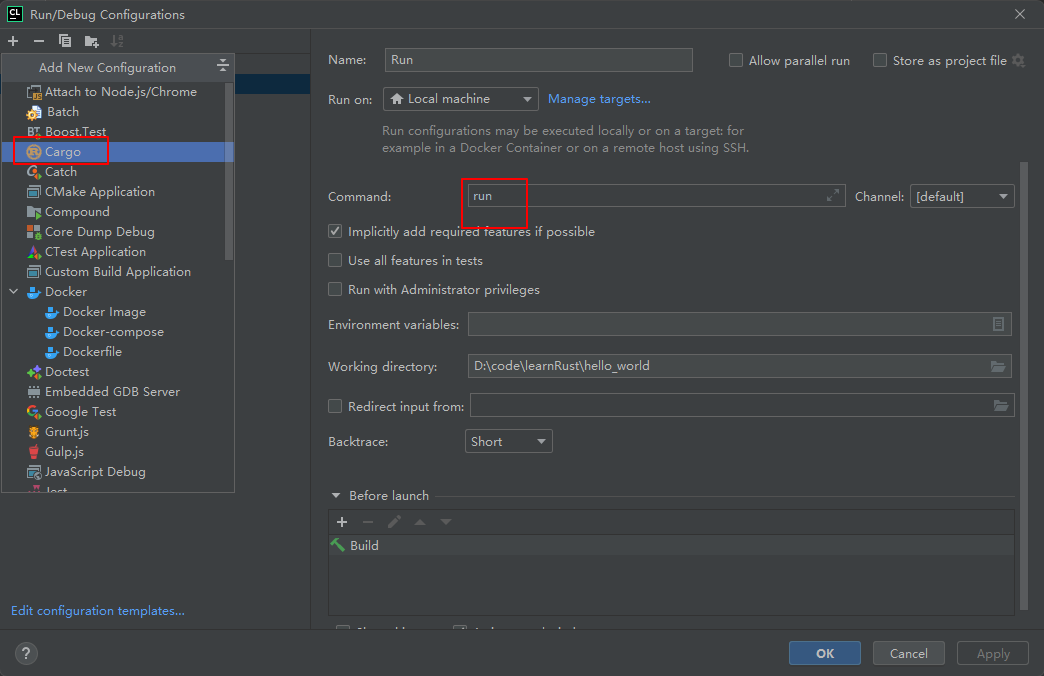 CL Run/Debug Configurations
Add New Configuration
Attach to Node.js/Chrome
Batch
Boost.Test
Cargo
Catch
CMake Application
Compound
Core Dump Debug
CTest Application
Custom Build Application
Docker
Docker Image
Docker-compose
Dockerfile
Doctest
Embedded GDB Server
Google Test
Grunt.js
Gulp.js
JavaScript Debug
Jest
Edit configuration templates...
Name: Run
Allow parallel run
Store as project file
Run on: Local machine Manage targets...
Run configurations may be executed locally or on a target: for
example in a Docker Container or on a remote host using SSH.
Command: run Channel: [default]
Implicitly add required features if possible
Use all features in tests
Run with Administrator privileges
Environment variables:
Working directory: D:\code\learnRust\hello_world
Redirect input from:
Backtrace: Short
Before launch
Build
? OK Cancel Apply